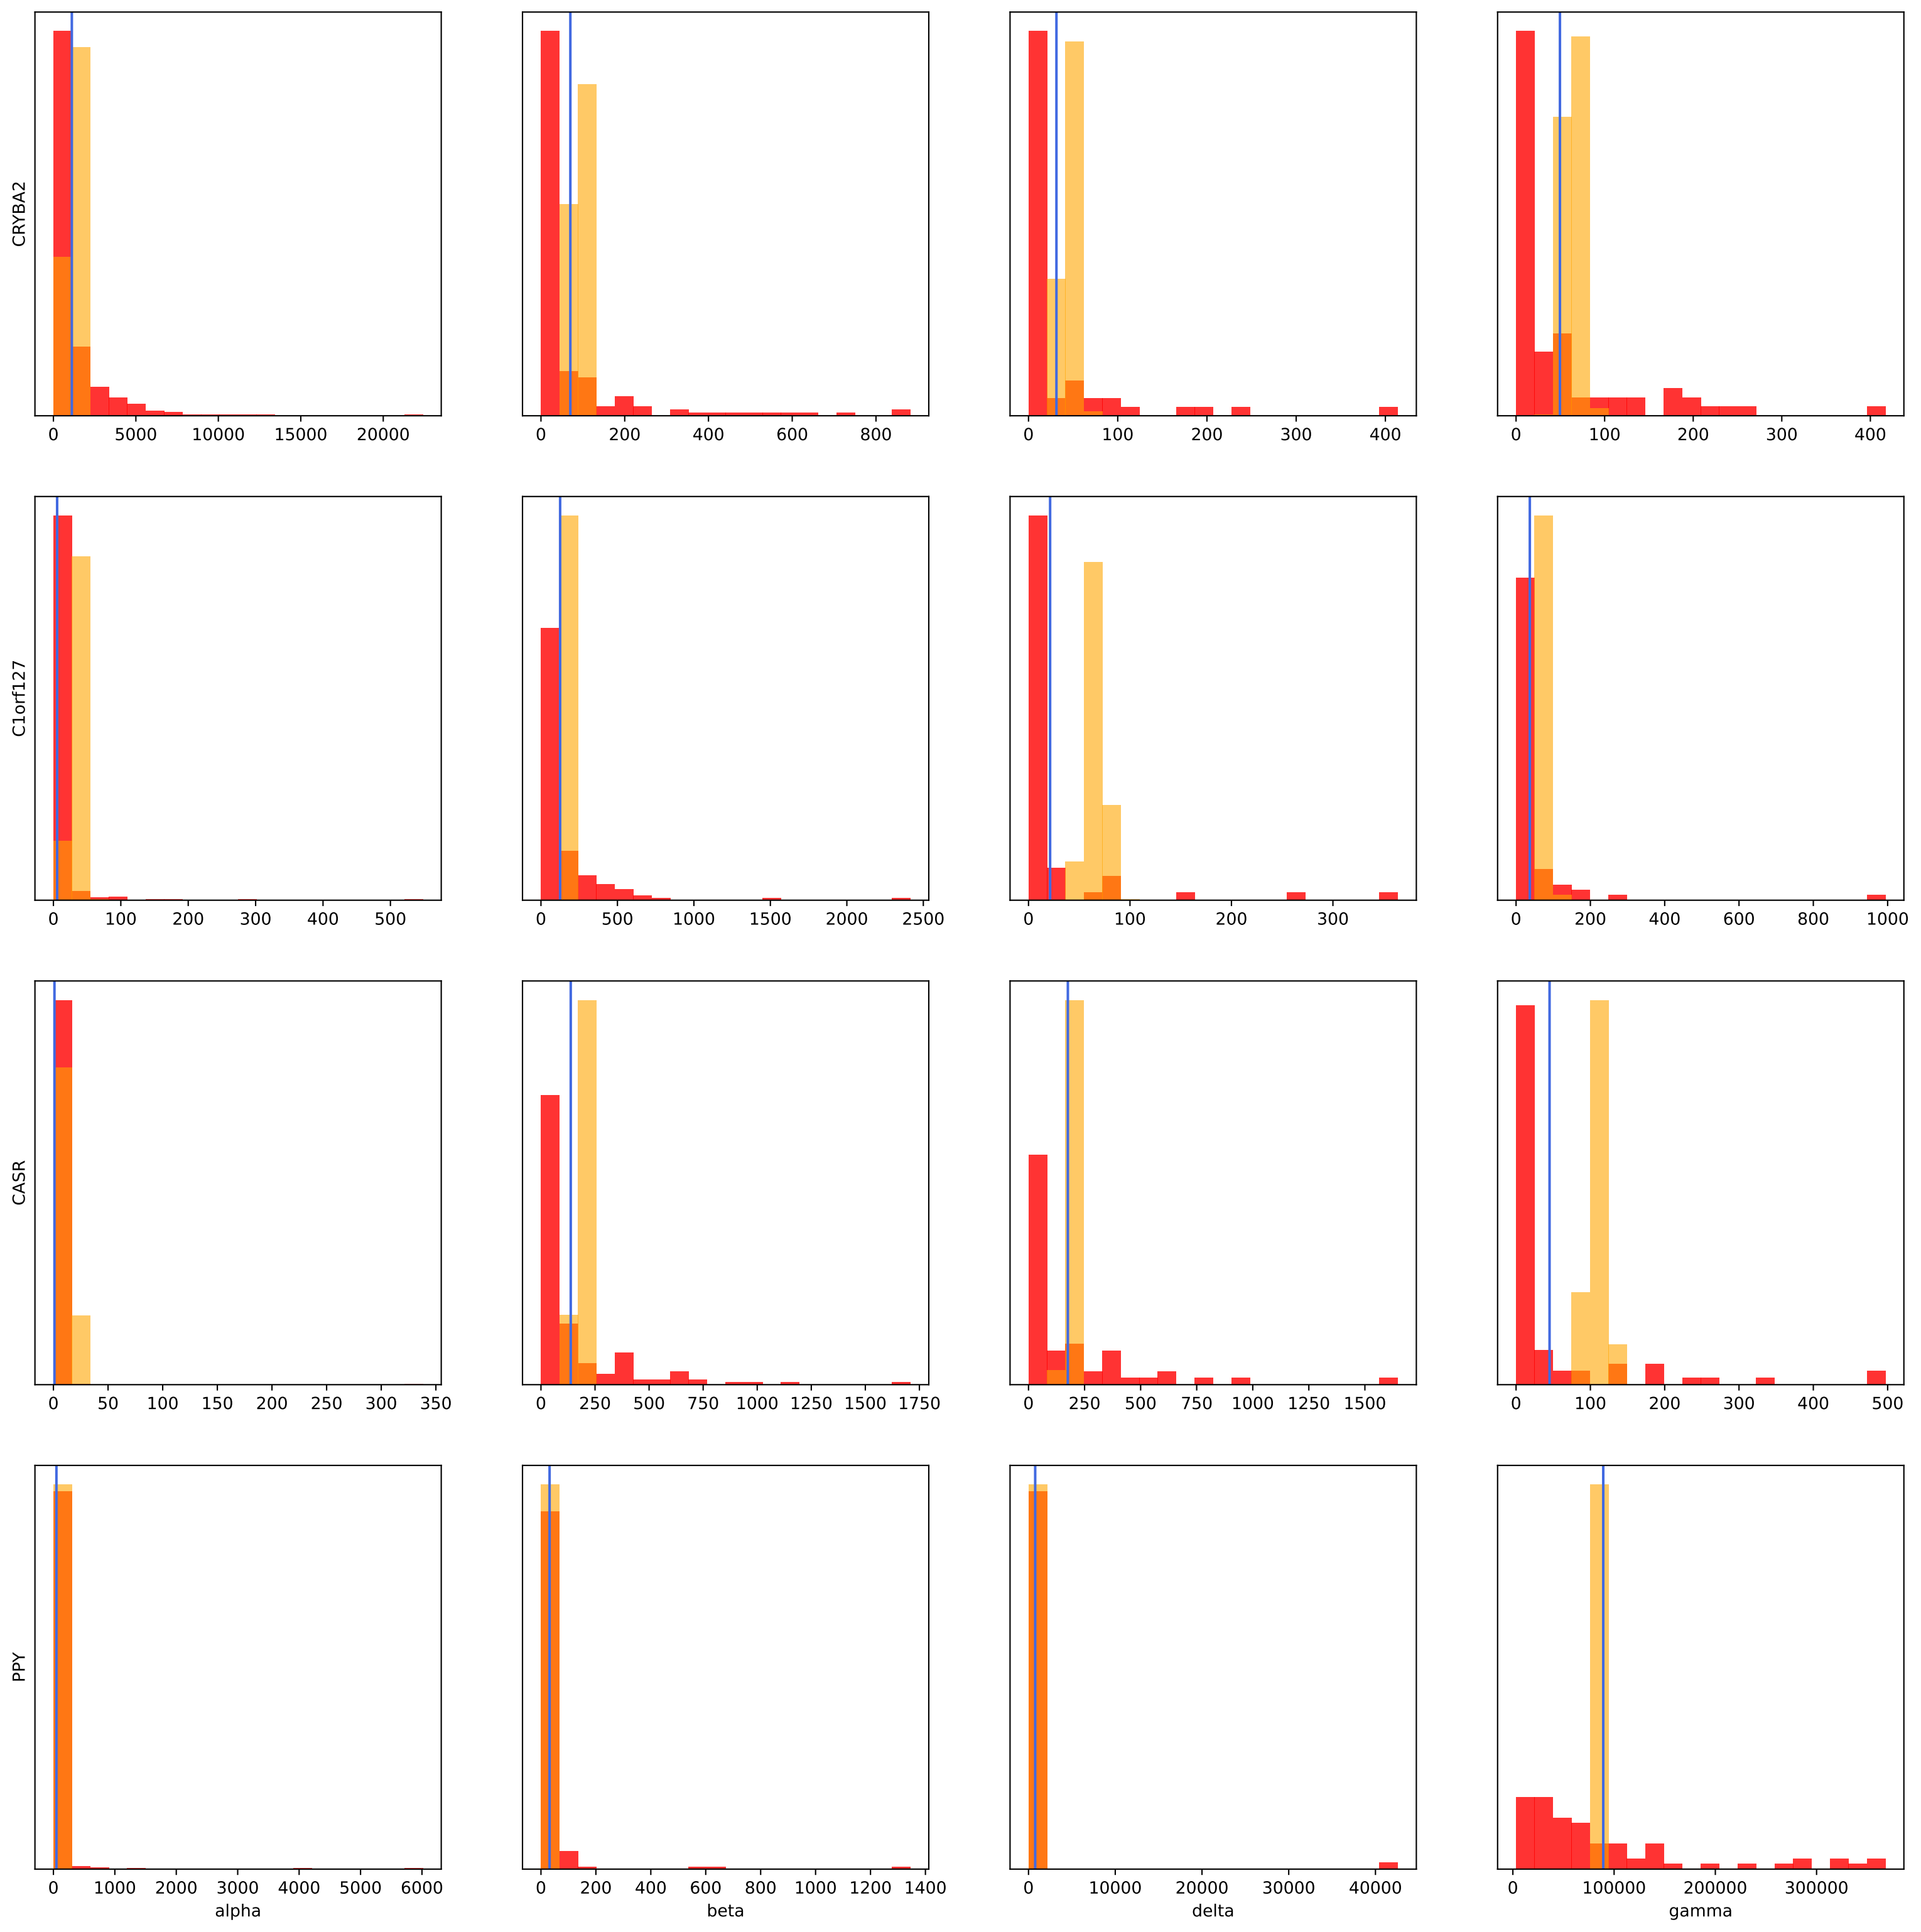 CRYBA2
0 5000 10000 15000 20000
0 200 400 600 800
0 100 200 300 400
0 100 200 300 400
C1orf127
0 100 200 300 400 500
0 500 1000 1500 2000 2500
0 100 200 300
0 200 400 600 800 1000
CASR
0 50 100 150 200 250 300 350
0 250 500 750 1000 1250 1500 1750
0 250 500 750 1000 1250 1500
0 100 200 300 400 500
PPY
0 1000 2000 3000 4000 5000 6000
alpha
0 200 400 600 800 1000 1200 1400
beta
0 10000 20000 30000 40000
delta
0 100000 200000 300000
gamma